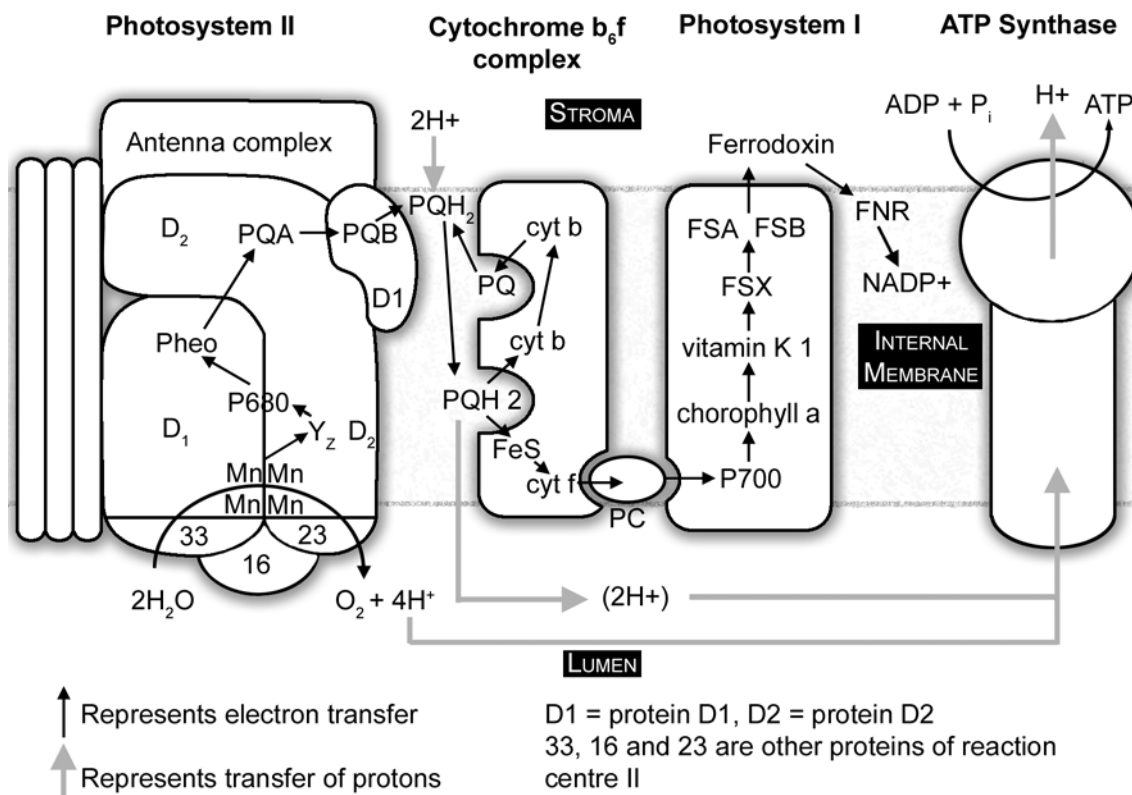 Photosystem II
Cytochrome b₆f
complex
Photosystem I
ATP Synthase
STROMA
2H+
ADP + Pᵢ
H+
ATP
Antenna complex
Ferrodoxin
D₂
PQA
PQB
PQH₂
cyt b
FSA
FSB
FNR
D1
PQ
FSX
NADP+
Pheo
cyt b
vitamin K 1
INTERNAL
MEMBRANE
P680
PQH 2
chorophyll a
D₁
Y_Z
D₂
FeS
Mn Mn
cyt f
P700
Mn Mn
PC
33
23
16
2H₂O
O₂ + 4H⁺
(2H+)
LUMEN
Represents electron transfer
Represents transfer of protons
D1 = protein D1, D2 = protein D2
33, 16 and 23 are other proteins of reaction
centre II